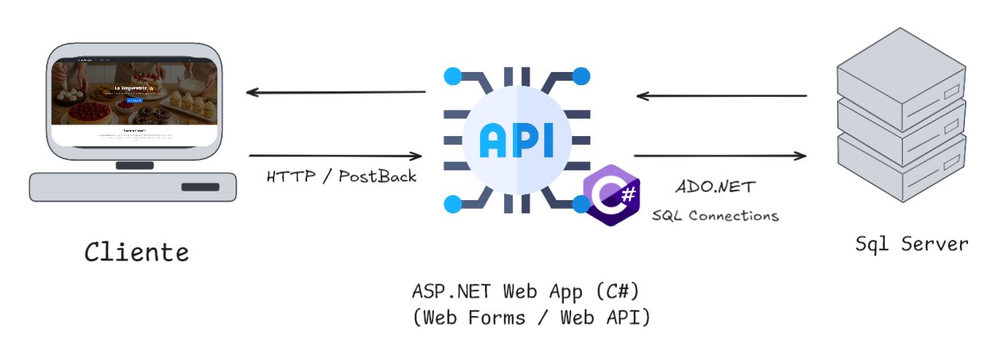 La Emperatriz
API
C#
HTTP / PostBack
ADO.NET
SQL Connections
Cliente
Sql Server
ASP.NET Web App (C#)
(Web Forms / Web API)